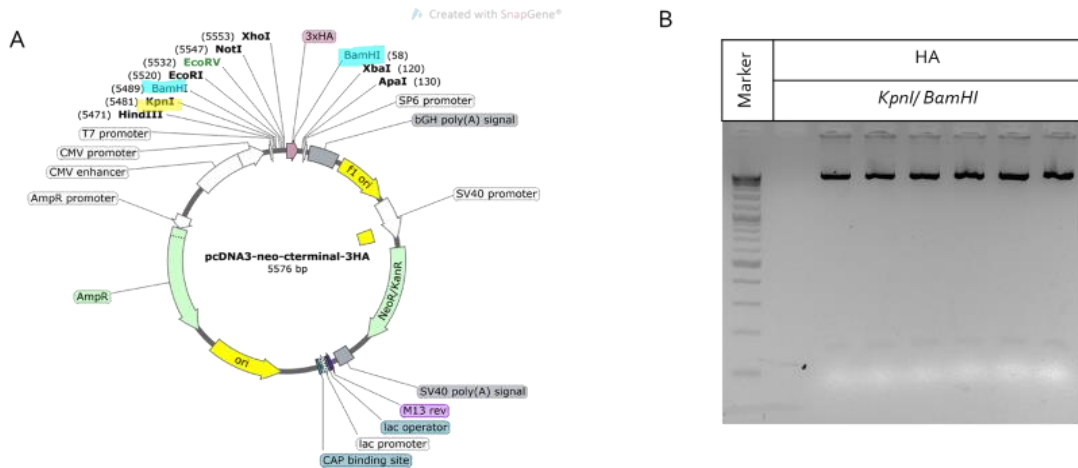 Created with SnapGene®
A
(5553) XhoI
(5547) NotI
(5532) EcoRV
(5520) EcoRI
(5489) BamHI
(5481) KpnI
(5471) HindIII
T7 promoter
CMV promoter
CMV enhancer
AmpR promoter
3xHA
BamHI (58)
XbaI (120)
ApaI (130)
SP6 promoter
bGH poly(A) signal
f1 ori
SV40 promoter
pcDNA3-neo-cterminal-3HA
5576 bp
NeoR/KanR
AmpR
ori
SV40 poly(A) signal
M13 rev
lac operator
lac promoter
CAP binding site
B
Marker
HA
KpnI/ BamHI